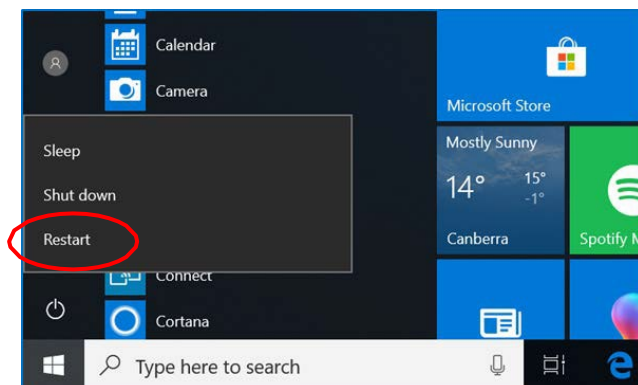 Calendar
Camera
Sleep
Shut down
Restart
Connect
Cortana
Type here to search
Microsoft Store
Mostly Sunny
14° 15°
-1°
Canberra
Spotify